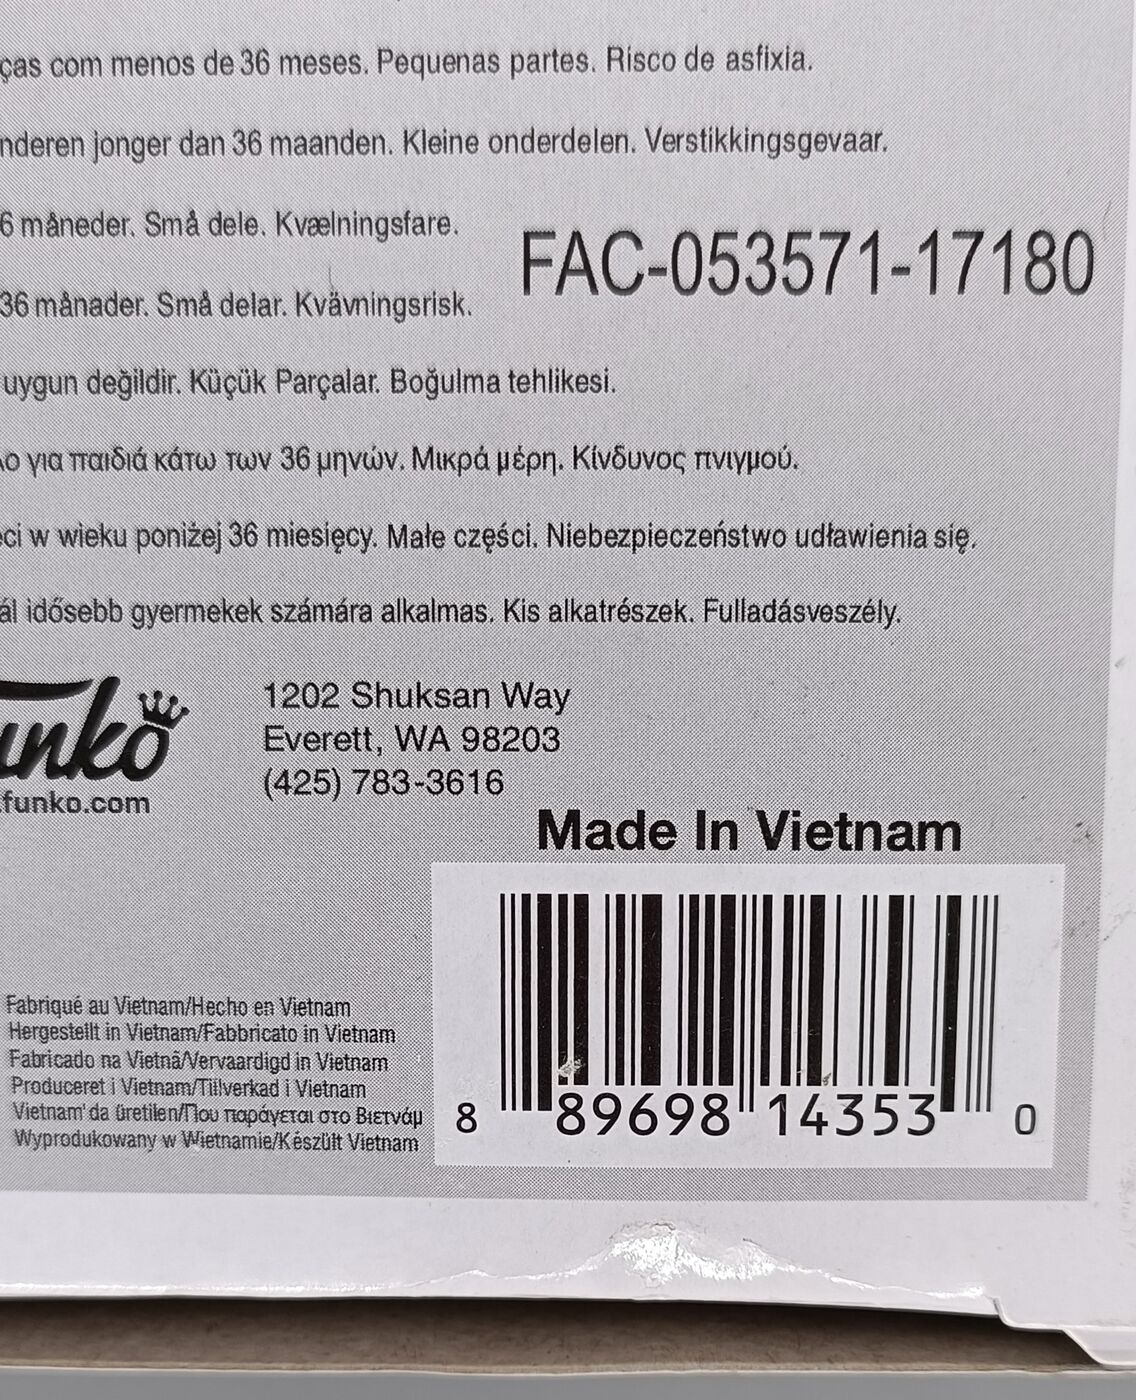 ças com menos de 36 meses. Pequenas partes. Risco de asfixia.
nderen jonger dan 36 maanden. Kleine onderdelen. Verstikkingsgevaar.
6 måneder. Små dele. Kvælningsfare.
FAC-053571-17180
36 månader. Små delar. Kvävningsrisk.
uygun değildir. Küçük Parçalar. Boğulma tehlikesi.
λο για παιδιά κάτω των 36 μηνών. Μικρά μέρη. Κίνδυνος πνιγμού.
ci w wieku poniżej 36 miesięcy. Małe części. Niebezpieczeństwo udławienia się.
ál idősebb gyermekek számára alkalmas. Kis alkatrészek. Fulladásveszély.
unko
.funko.com
1202 Shuksan Way
Everett, WA 98203
(425) 783-3616
Made In Vietnam
Fabriqué au Vietnam/Hecho en Vietnam
Hergestellt in Vietnam/Fabbricato in Vietnam
Fabricado na Vietnã/Vervaardigd in Vietnam
Produceret i Vietnam/Tillverkad i Vietnam
Vietnam'da üretilen/Που παράγεται στο Βιετνάμ
Wyprodukowany w Wietnamie/Készült Vietnam
8 89698 14353 0